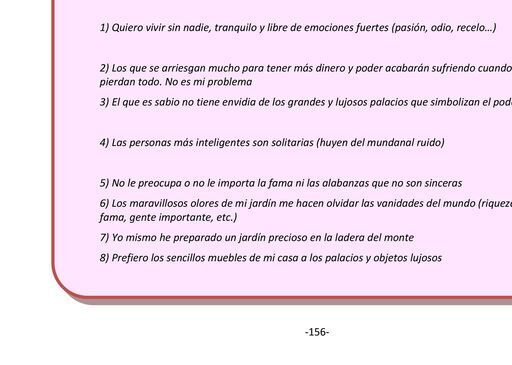 1) Quiero vivir sin nadie, tranquilo y libre de emociones fuertes (pasión, odio, recelo…)
2) Los que se arriesgan mucho para tener más dinero y poder acabarán sufriendo cuando
pierdan todo. No es mi problema
3) El que es sabio no tiene envidia de los grandes y lujosos palacios que simbolizan el
4) Las personas más inteligentes son solitarias (huyen del mundanal ruido)
5) No le preocupa o no le importa la fama ni las alabanzas que no son sinceras
6) Los maravillosos olores de mi jardín me hacen olvidar las vanidades del mundo
fama, gente importante, etc.)
7) Yo mismo he preparado un jardín precioso en la ladera del monte
8) Prefiero los sencillos muebles de mi casa a los palacios y objetos lujosos
-156-